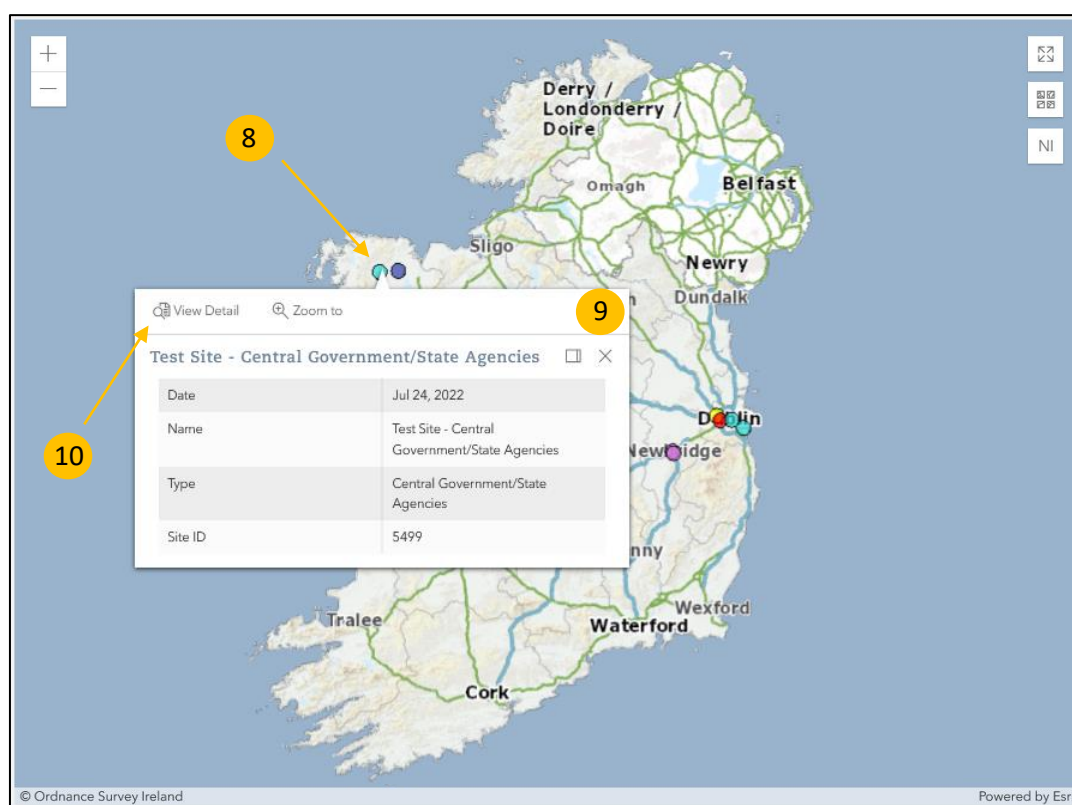 +
−
NI
Derry /
Londonderry /
Doire
Omagh
Belfast
8
Sligo
Newry
Dundalk
View Detail
Zoom to
9
Test Site - Central Government/State Agencies
Date Jul 24, 2022
Name Test Site - Central
Government/State Agencies
Type Central Government/State
Agencies
Site ID 5499
10
nny
Wexford
Tralee
Waterford
Cork
© Ordnance Survey Ireland
Powered by Esr